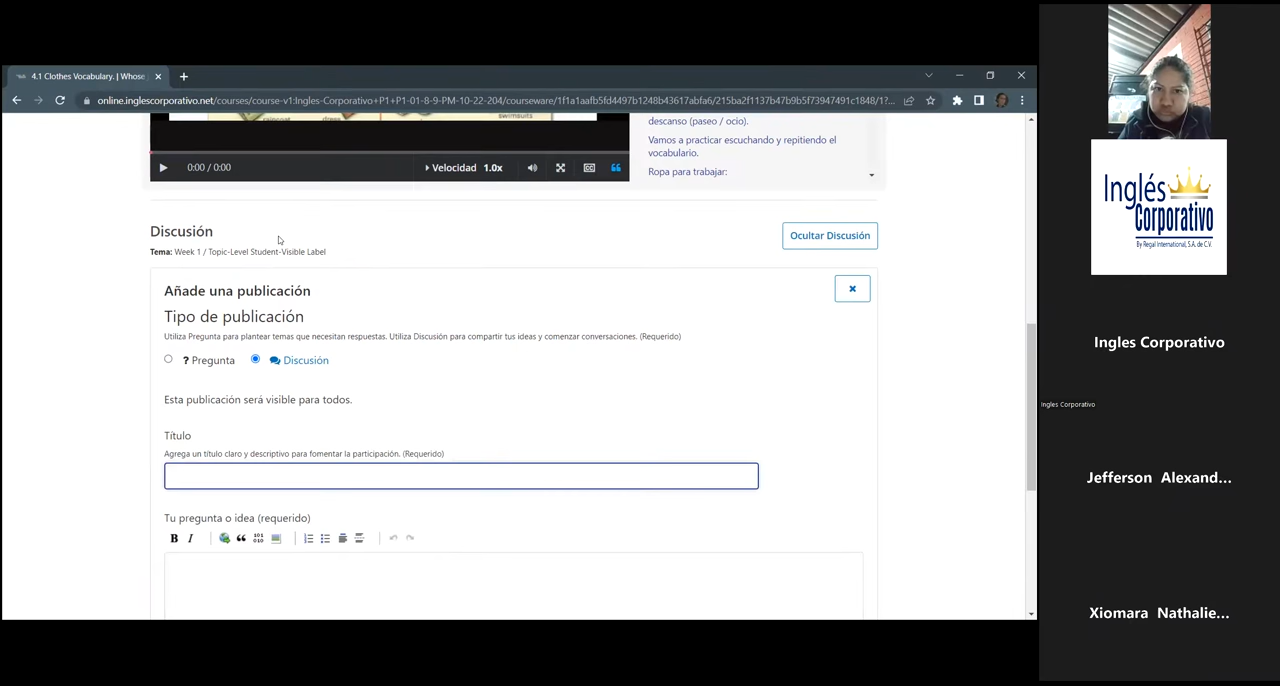 4.1 Clothes Vocabulary. | Whose
online.inglescorporativo.net/courses/course-v1:Ingles-Corporativo+P1+P1-01-8-9-PM-10-22-204/courseware/1f1a1aafb5fd4497b1248b43617abfa6/215ba2f1137b47b9b5f73947491c1848/1?...
raincoat
dress
swimsuits
descanso (paseo / ocio).
Vamos a practicar escuchando y repitiendo el
vocabulario.
Ropa para trabajar:
0:00 / 0:00
Velocidad 1.0x
Discusión
Tema: Week 1 / Topic-Level Student-Visible Label
Ocultar Discusión
Añade una publicación
Tipo de publicación
Utiliza Pregunta para plantear temas que necesitan respuestas. Utiliza Discusión para compartir tus ideas y comenzar conversaciones. (Requerido)
? Pregunta
Discusión
Esta publicación será visible para todos.
Título
Agrega un título claro y descriptivo para fomentar la participación. (Requerido)
Tu pregunta o idea (requerido)
B I
Inglés
Corporativo
By Regal International, S.A. de C.V.
Ingles Corporativo
Ingles Corporativo
Jefferson Alexand...
Xiomara Nathalie...